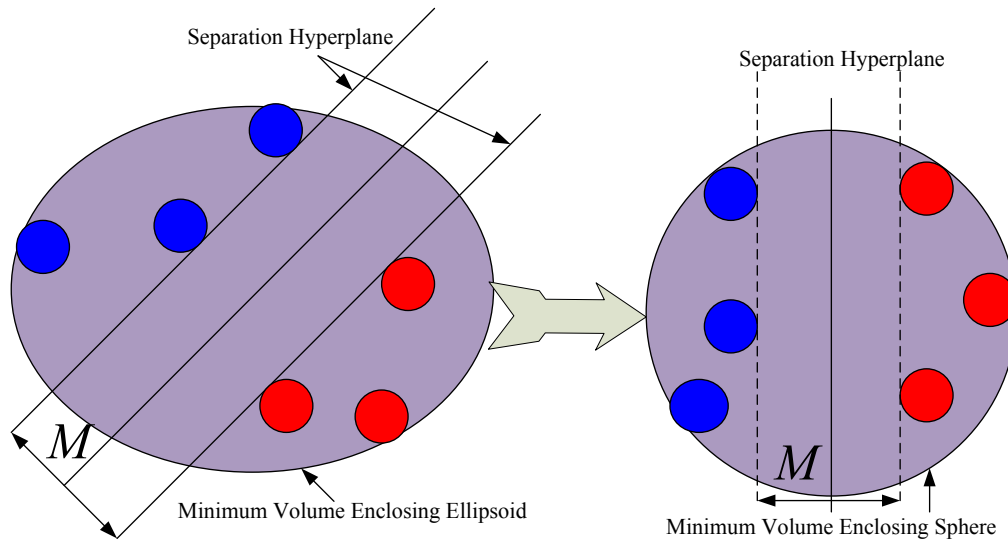 Separation Hyperplane
Separation Hyperplane
M
M
Minimum Volume Enclosing Ellipsoid
Minimum Volume Enclosing Sphere